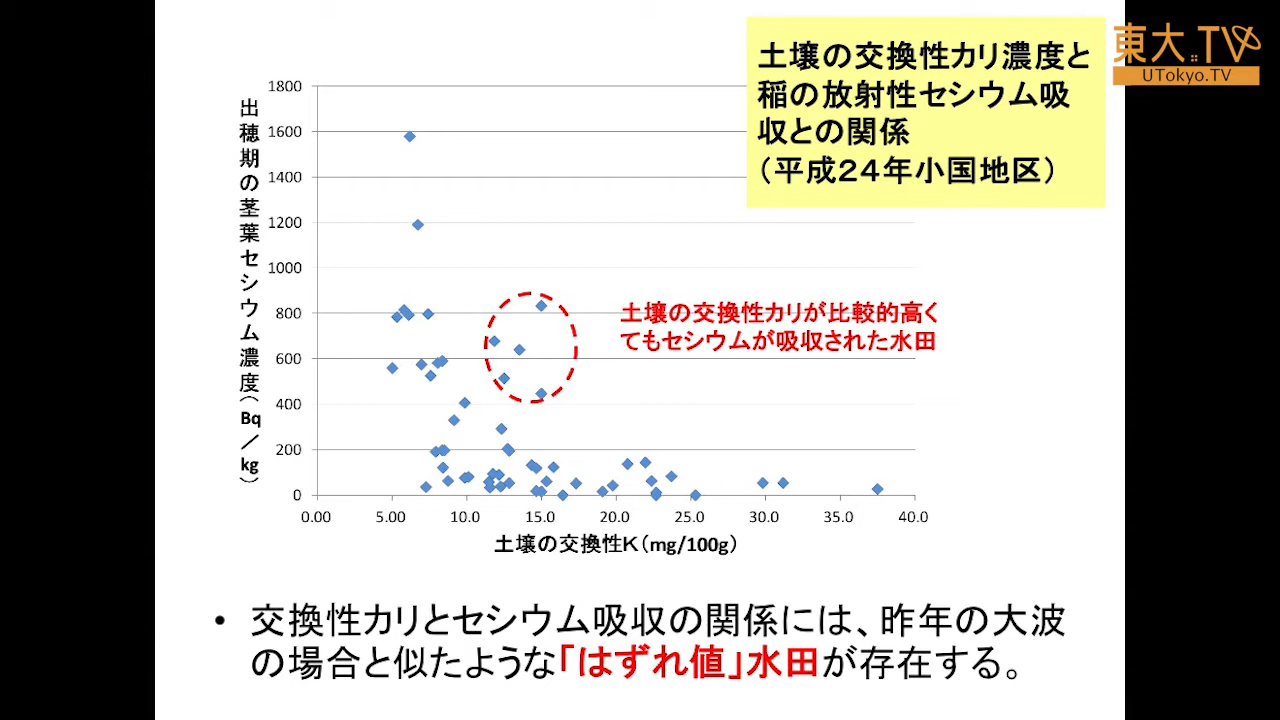 土壌の交換性カリ濃度と
稲の放射性セシウム吸
収との関係
（平成２４年小国地区）
東大TV
UTokyo.TV
出穂期の茎葉セシウム濃度（Bq／kg）
1800
1600
1400
1200
1000
800
600
400
200
0
0.00 5.00 10.0 15.0 20.0 25.0 30.0 35.0 40.0
土壌の交換性K（mg/100g）
土壌の交換性カリが比較的高く
てもセシウムが吸収された水田
• 交換性カリとセシウム吸収の関係には、昨年の大波
の場合と似たような「はずれ値」水田が存在する。